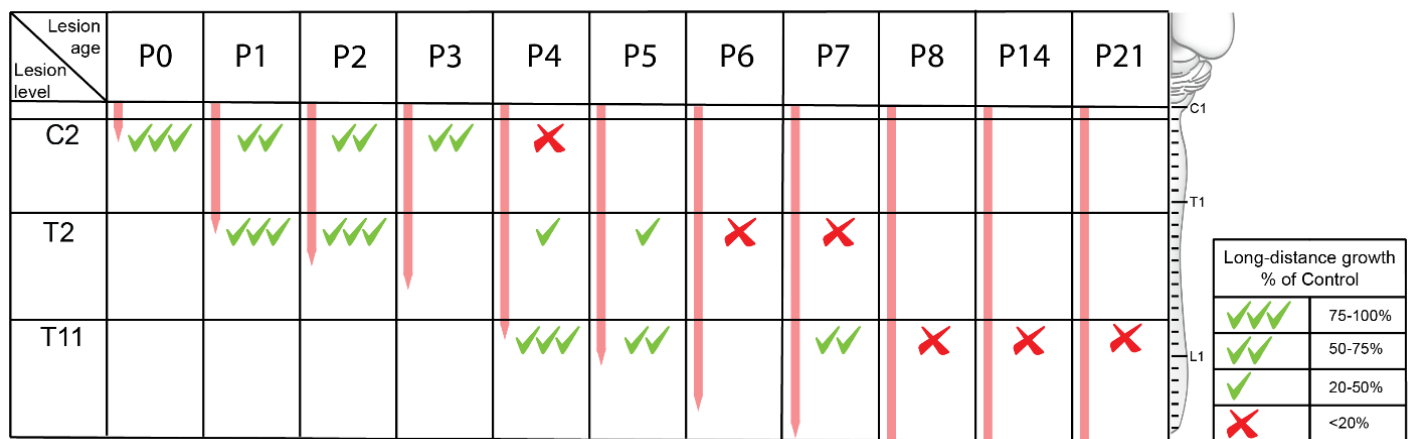 Lesion
age
Lesion
level
P0 P1 P2 P3 P4 P5 P6 P7 P8 P14 P21
C1
C2
T1
T2
Long-distance growth
% of Control
75-100%
T11
50-75%
L1
20-50%
<20%